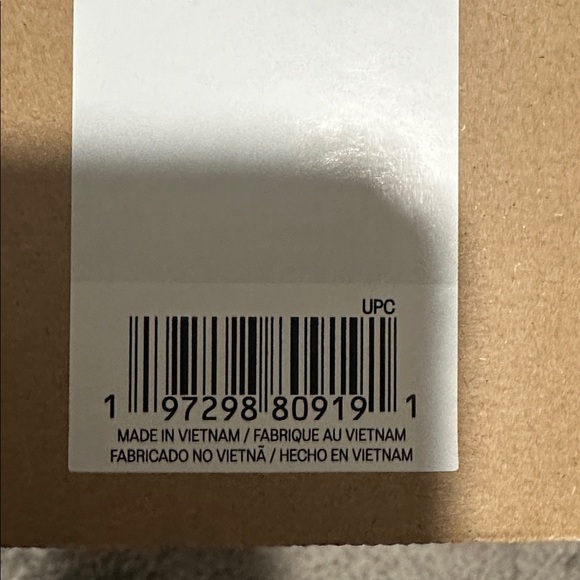 UPC
1 97298 80919 1
MADE IN VIETNAM / FABRIQUE AU VIETNAM
FABRICADO NO VIETNÃ / HECHO EN VIETNAM